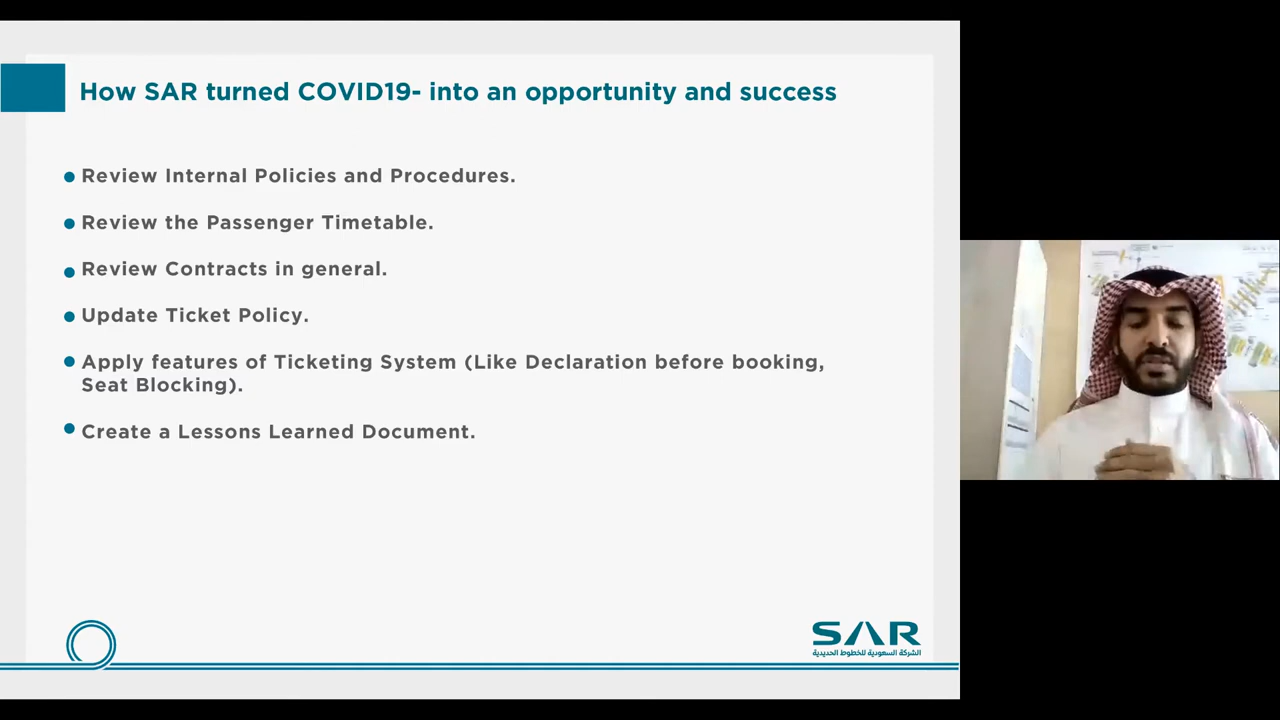 How SAR turned COVID19- into an opportunity and success
Review Internal Policies and Procedures.
Review the Passenger Timetable.
Review Contracts in general.
Update Ticket Policy.
Apply features of Ticketing System (Like Declaration before booking,
Seat Blocking).
Create a Lessons Learned Document.
SAR
الشركة السعودية للخطوط الحديدية